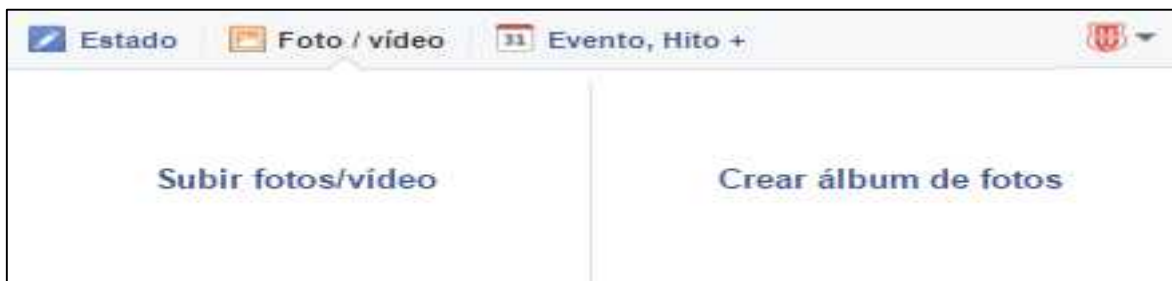 Estado Foto / vídeo 31 Evento, Hito +
Subir fotos/vídeo Crear álbum de fotos